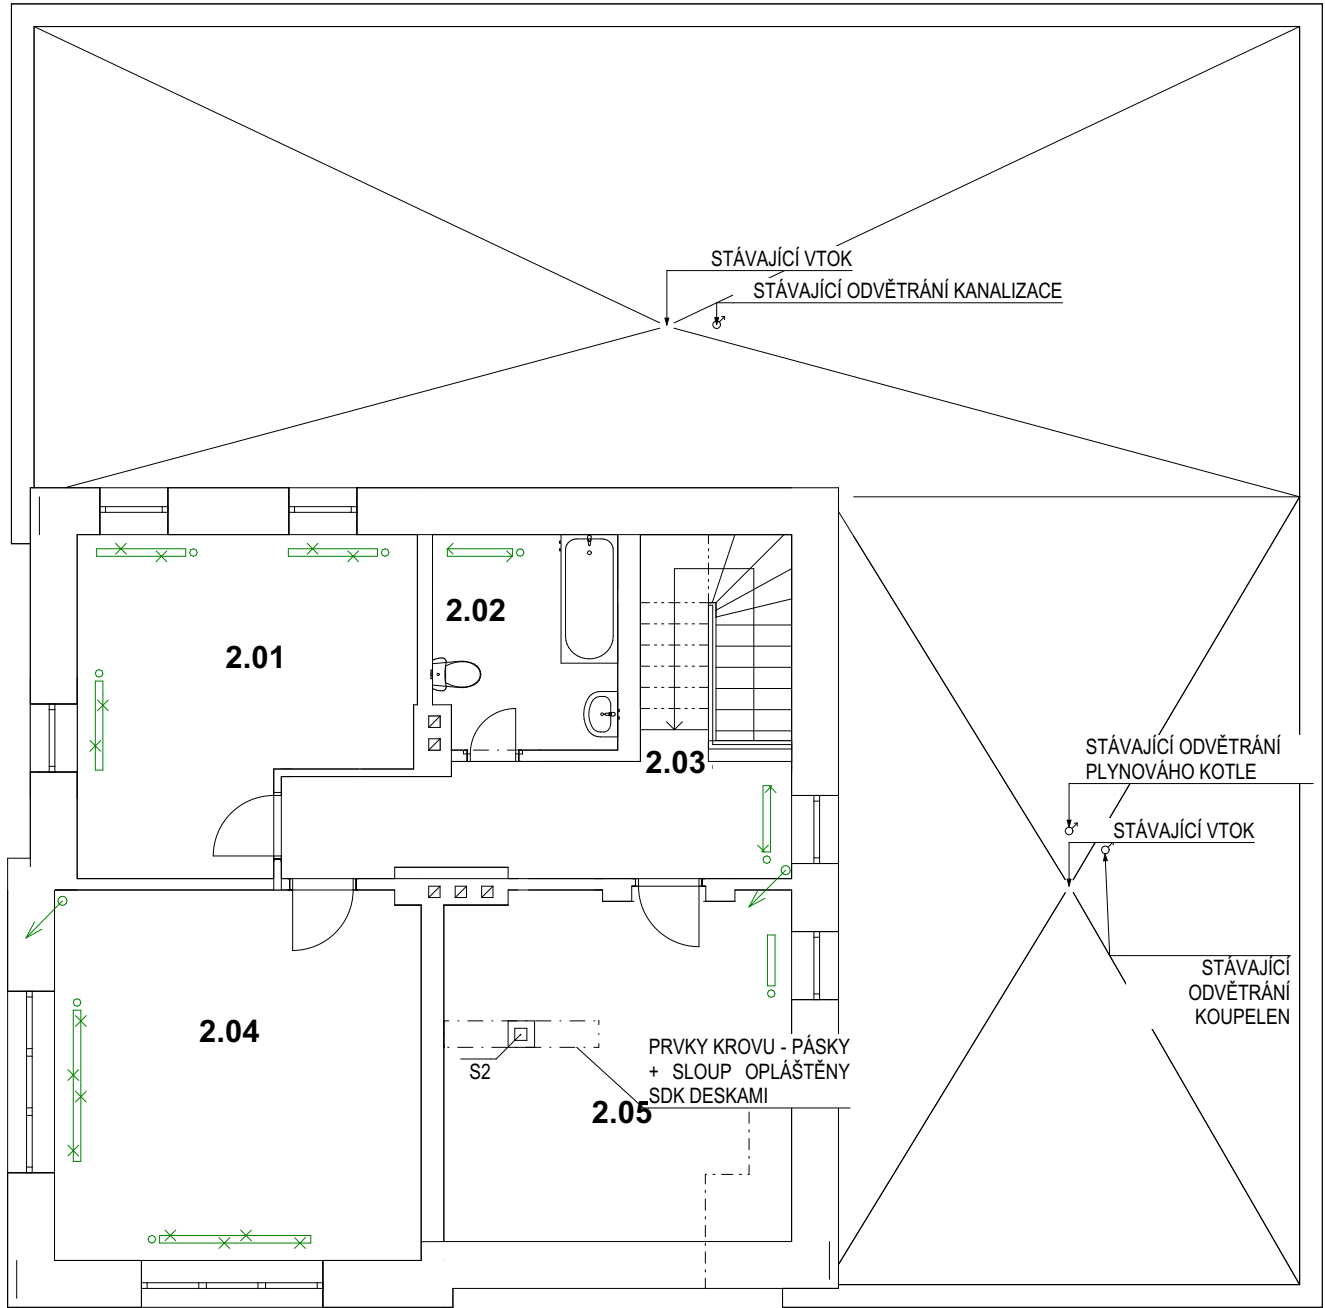 STÁVAJÍCÍ VTOK
STÁVAJÍCÍ ODVĚTRÁNÍ KANALIZACE
2.02
2.01
2.03
STÁVAJÍCÍ ODVĚTRÁNÍ
PLYNOVÁHO KOTLE
STÁVAJÍCÍ VTOK
STÁVAJÍCÍ
ODVĚTRÁNÍ
KOUPELEN
2.04
S2
PRVKY KROVU - PÁSKY
+ SLOUP OPLÁŠTĚNY
SDK DESKAMI
2.05